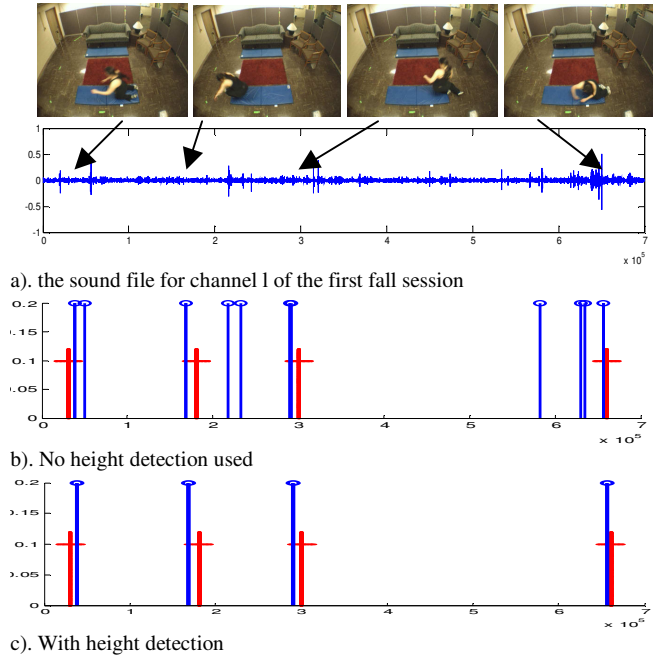 1
0.5
0
-0.5
-1
0 1 2 3 4 5 6 7
x 10^5
a). the sound file for channel l of the first fall session
0.2
0.15
0.1
0.05
0
1 2 3 4 5 6 7
x 10^5
b). No height detection used
0.2
0.15
0.1
0.05
0
0 1 2 3 4 5 6 7
x 10^5
c). With height detection